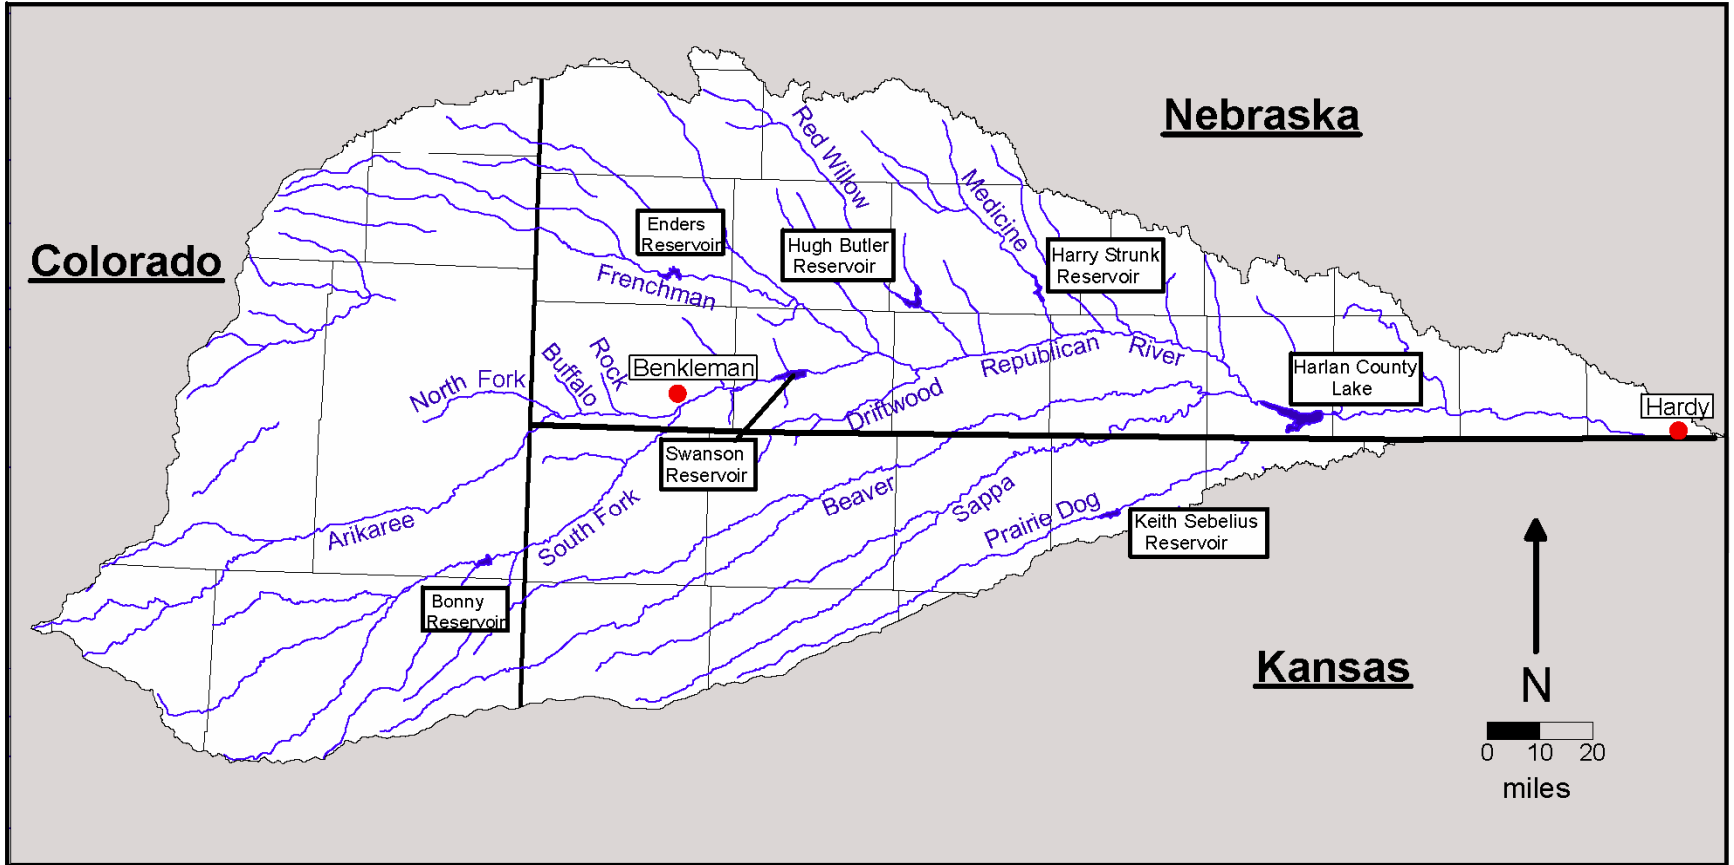 Nebraska
Colorado
Red Willow
Medicine
Enders
Reservoir
Hugh Butler
Reservoir
Harry Strunk
Reservoir
Frenchman
Republican River
Rock
Buffalo
Benkleman
North Fork
Driftwood
Harlan County
Lake
Hardy
Swanson
Reservoir
Beaver
Sappa
Prairie Dog
Arikaree
South Fork
Keith Sebelius
Reservoir
Bonny
Reservoir
Kansas
N
0 10 20
miles